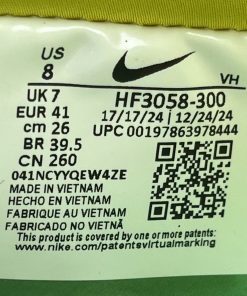 US
8
VH
UK 7
EUR 41
cm 26
BR 39.5
CN 260
HF3058-300
17/17/24 | 12/24/24
UPC 00197863978444
041NCYYQEW4ZE
MADE IN VIETNAM
HECHO EN VIETNAM
FABRIQUE AU VIETNAM
FABRICADO NO VIETNÃ
This product is covered by one or more patents:
www.nike.com/patentsvirtualmarking